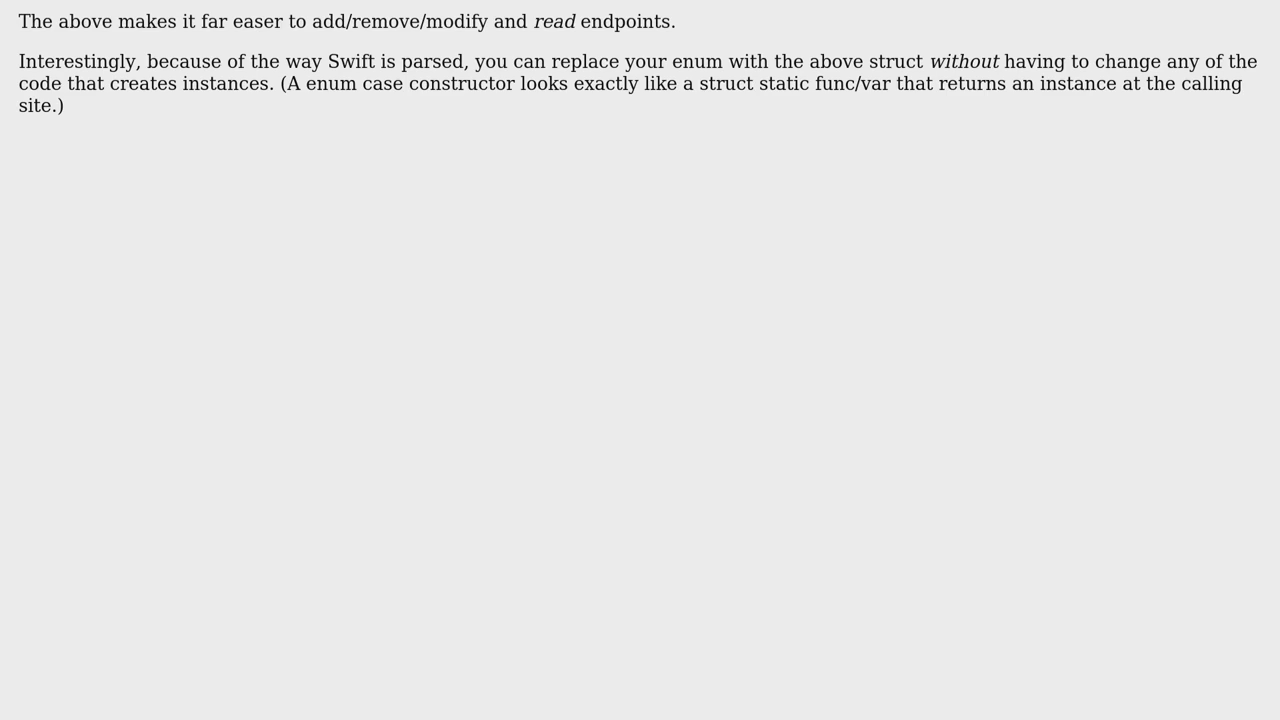 The above makes it far easer to add/remove/modify and read endpoints.
Interestingly, because of the way Swift is parsed, you can replace your enum with the above struct without having to change any of the
code that creates instances. (A enum case constructor looks exactly like a struct static func/var that returns an instance at the calling
site.)